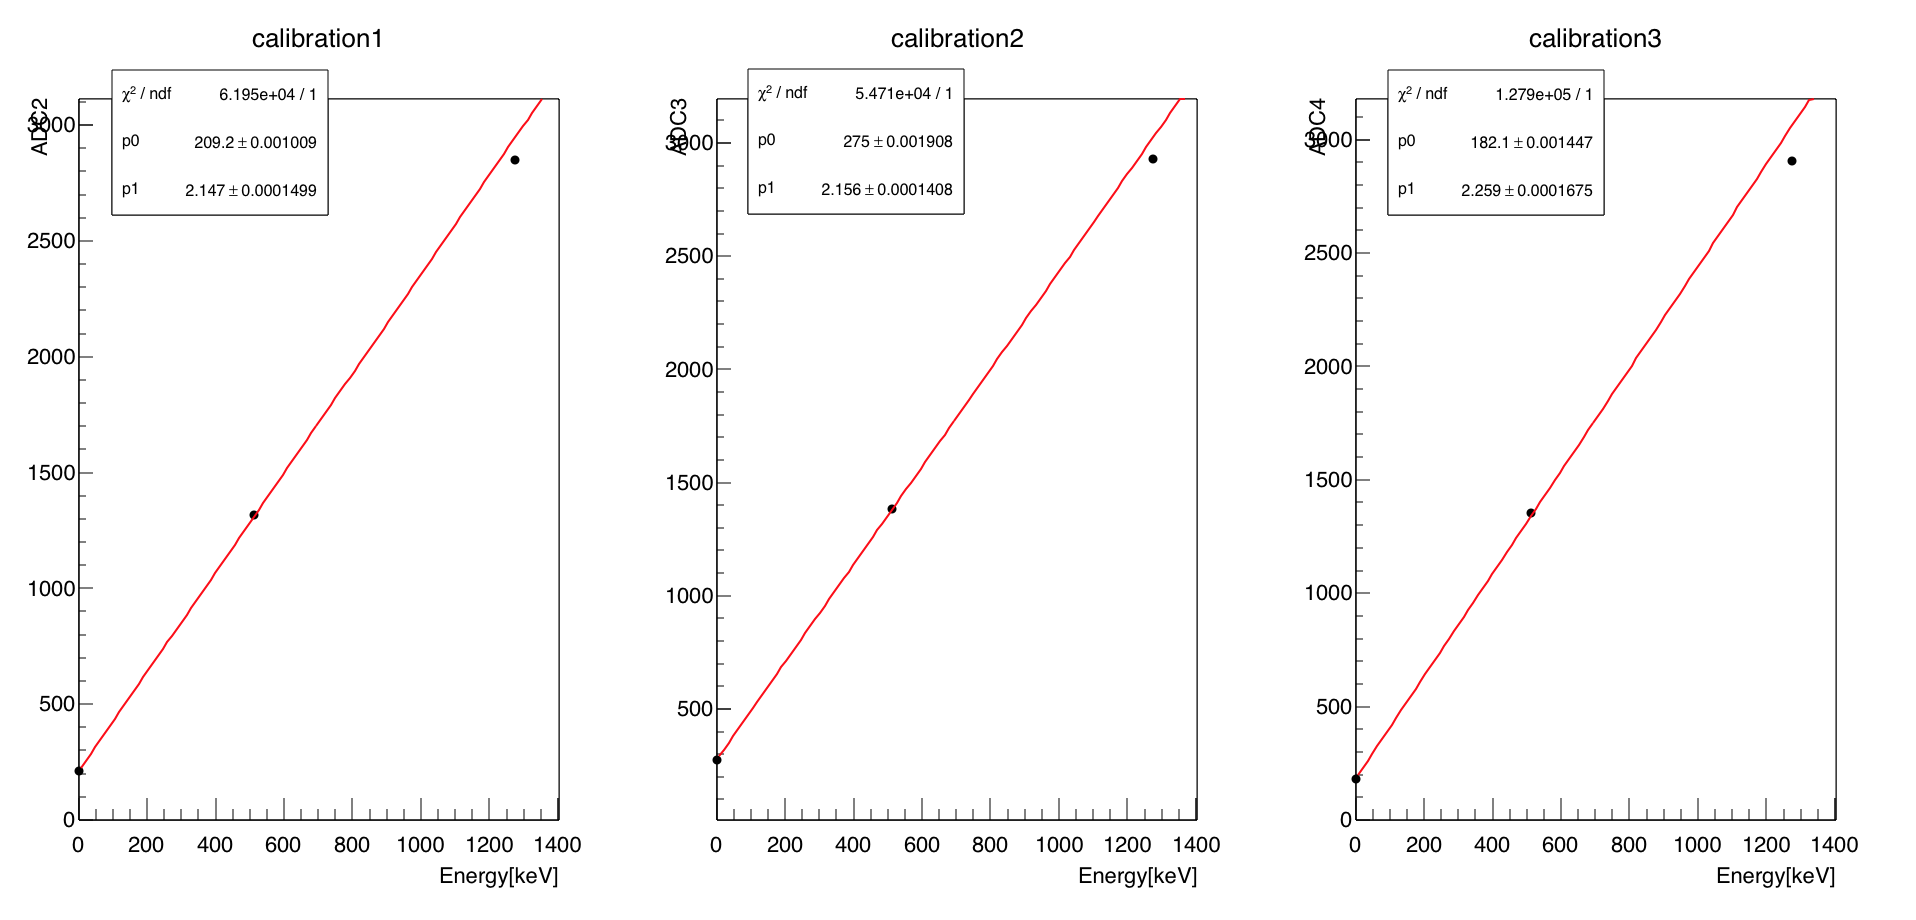 calibration1
χ² / ndf 6.195e+04 / 1
p0 209.2 ± 0.001009
p1 2.147 ± 0.0001499
ADC2
3000
2500
2000
1500
1000
500
0
0 200 400 600 800 1000 1200 1400
Energy[keV]
calibration2
χ² / ndf 5.471e+04 / 1
p0 275 ± 0.001908
p1 2.156 ± 0.0001408
ADC3
3000
2500
2000
1500
1000
500
0 200 400 600 800 1000 1200 1400
Energy[keV]
calibration3
χ² / ndf 1.279e+05 / 1
p0 182.1 ± 0.001447
p1 2.259 ± 0.0001675
ADC4
3000
2500
2000
1500
1000
500
0
0 200 400 600 800 1000 1200 1400
Energy[keV]